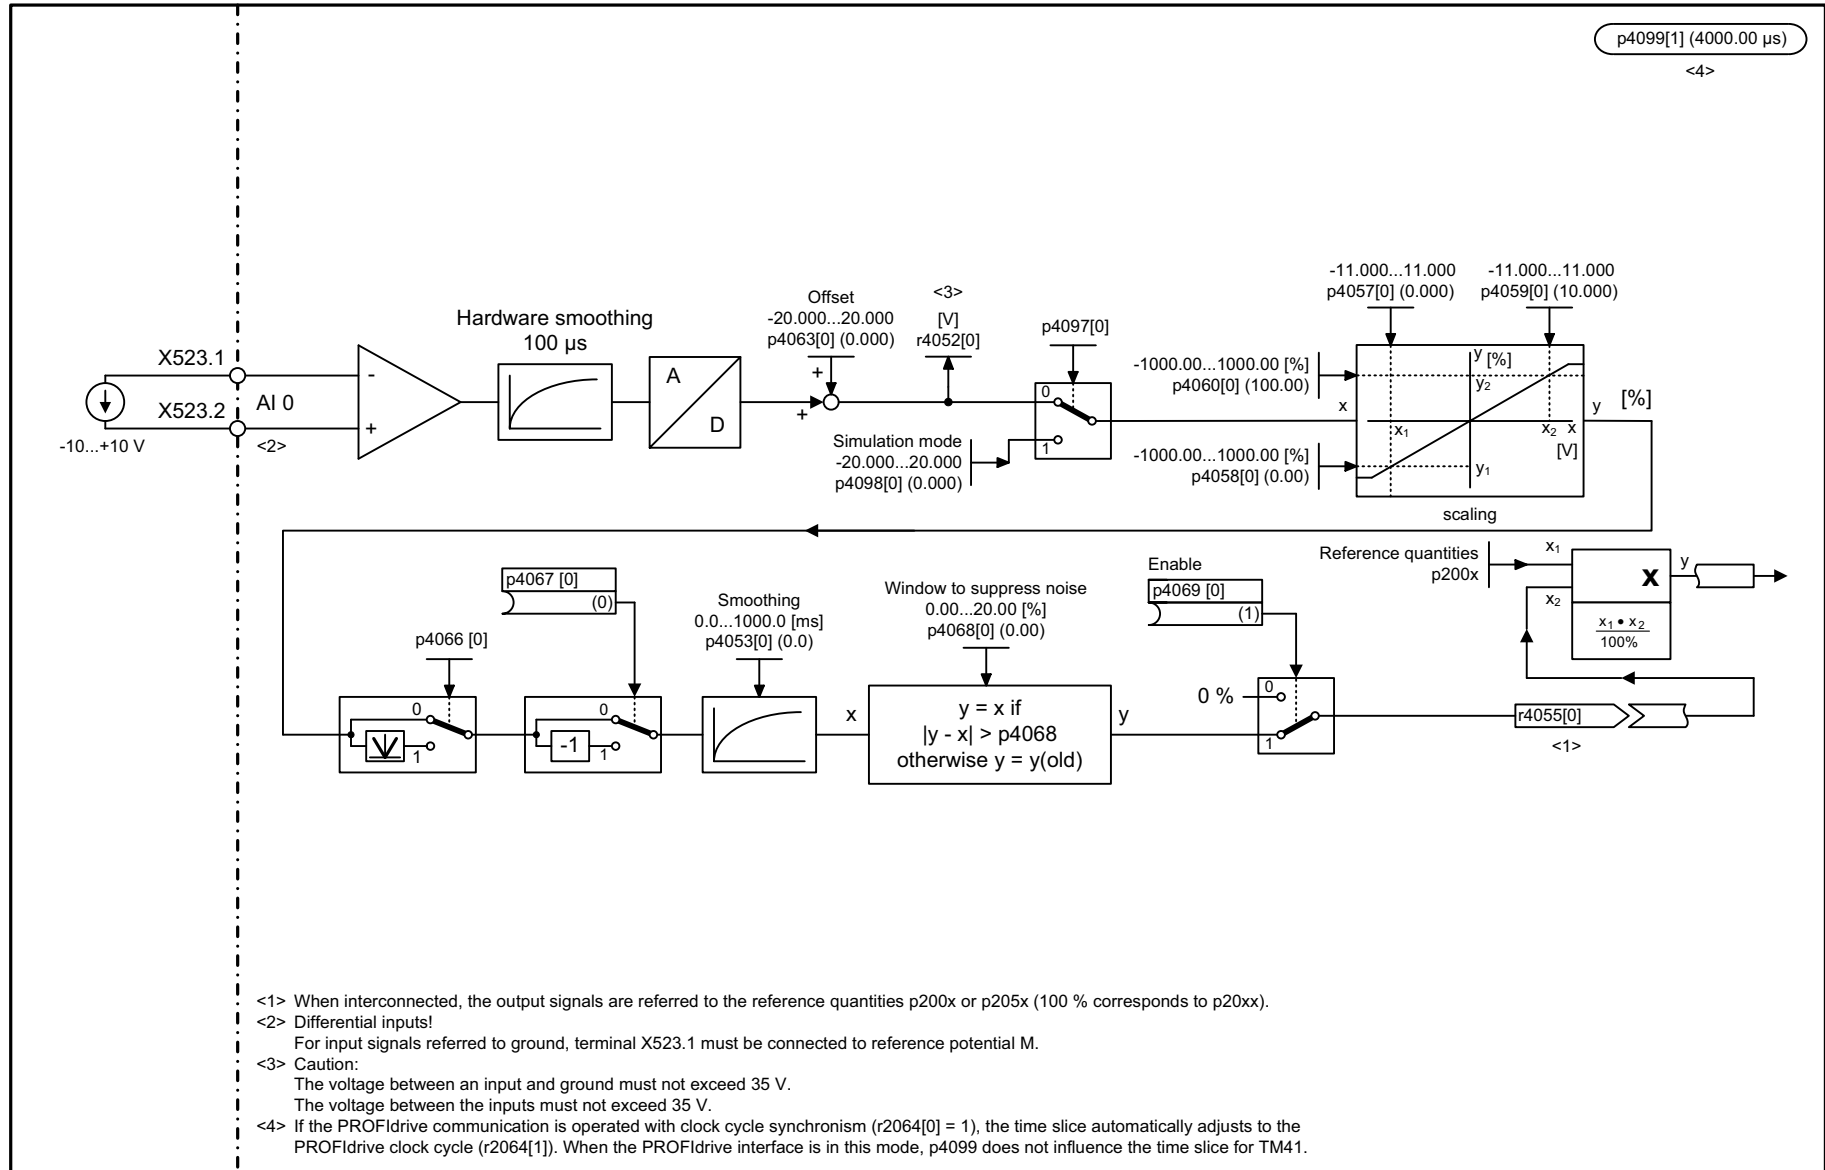 p4099[1] (4000.00 µs)
<4>
-11.000...11.000
p4057[0] (0.000)
-11.000...11.000
p4059[0] (10.000)
Offset
-20.000...20.000
p4063[0] (0.000)
<3>
[V]
r4052[0]
Hardware smoothing
100 µs
p4097[0]
X523.1
X523.2
-10...+10 V
AI 0
<2>
-
+
A
D
+
+
0
1
Simulation mode
-20.000...20.000
p4098[0] (0.000)
-1000.00...1000.00 [%]
p4060[0] (100.00)
-1000.00...1000.00 [%]
p4058[0] (0.00)
x
y [%]
y2
x1
x2 x
[V]
y1
y
[%]
scaling
Reference quantities
p200x
x1
x2
x
y
x1 • x2
100%
p4066 [0]
p4067 [0]
(0)
Smoothing
0.0...1000.0 [ms]
p4053[0] (0.0)
Window to suppress noise
0.00...20.00 [%]
p4068[0] (0.00)
Enable
p4069 [0]
(1)
0
1
0
-1
1
x
y = x if
|y - x| > p4068
otherwise y = y(old)
y
0 %
0
1
r4055[0]
<1>
<1> When interconnected, the output signals are referred to the reference quantities p200x or p205x (100 % corresponds to p20xx).
<2> Differential inputs!
For input signals referred to ground, terminal X523.1 must be connected to reference potential M.
<3> Caution:
The voltage between an input and ground must not exceed 35 V.
The voltage between the inputs must not exceed 35 V.
<4> If the PROFIdrive communication is operated with clock cycle synchronism (r2064[0] = 1), the time slice automatically adjusts to the
PROFIdrive clock cycle (r2064[1]). When the PROFIdrive interface is in this mode, p4099 does not influence the time slice for TM41.